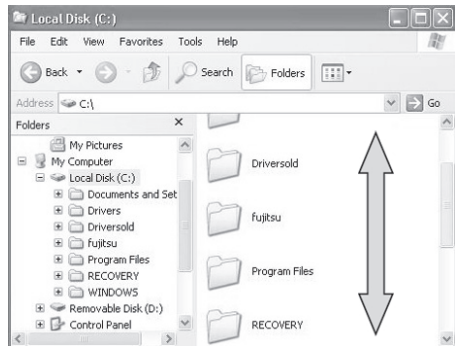 Local Disk (C:)
File Edit View Favorites Tools Help
Back Search Folders
Address C:\ Go
Folders X
My Pictures
My Computer
Local Disk (C:)
Documents and Set
Drivers
Driversold
fujitsu
Program Files
RECOVERY
WINDOWS
Removable Disk (D:)
Control Panel
Driversold
fujitsu
Program Files
RECOVERY